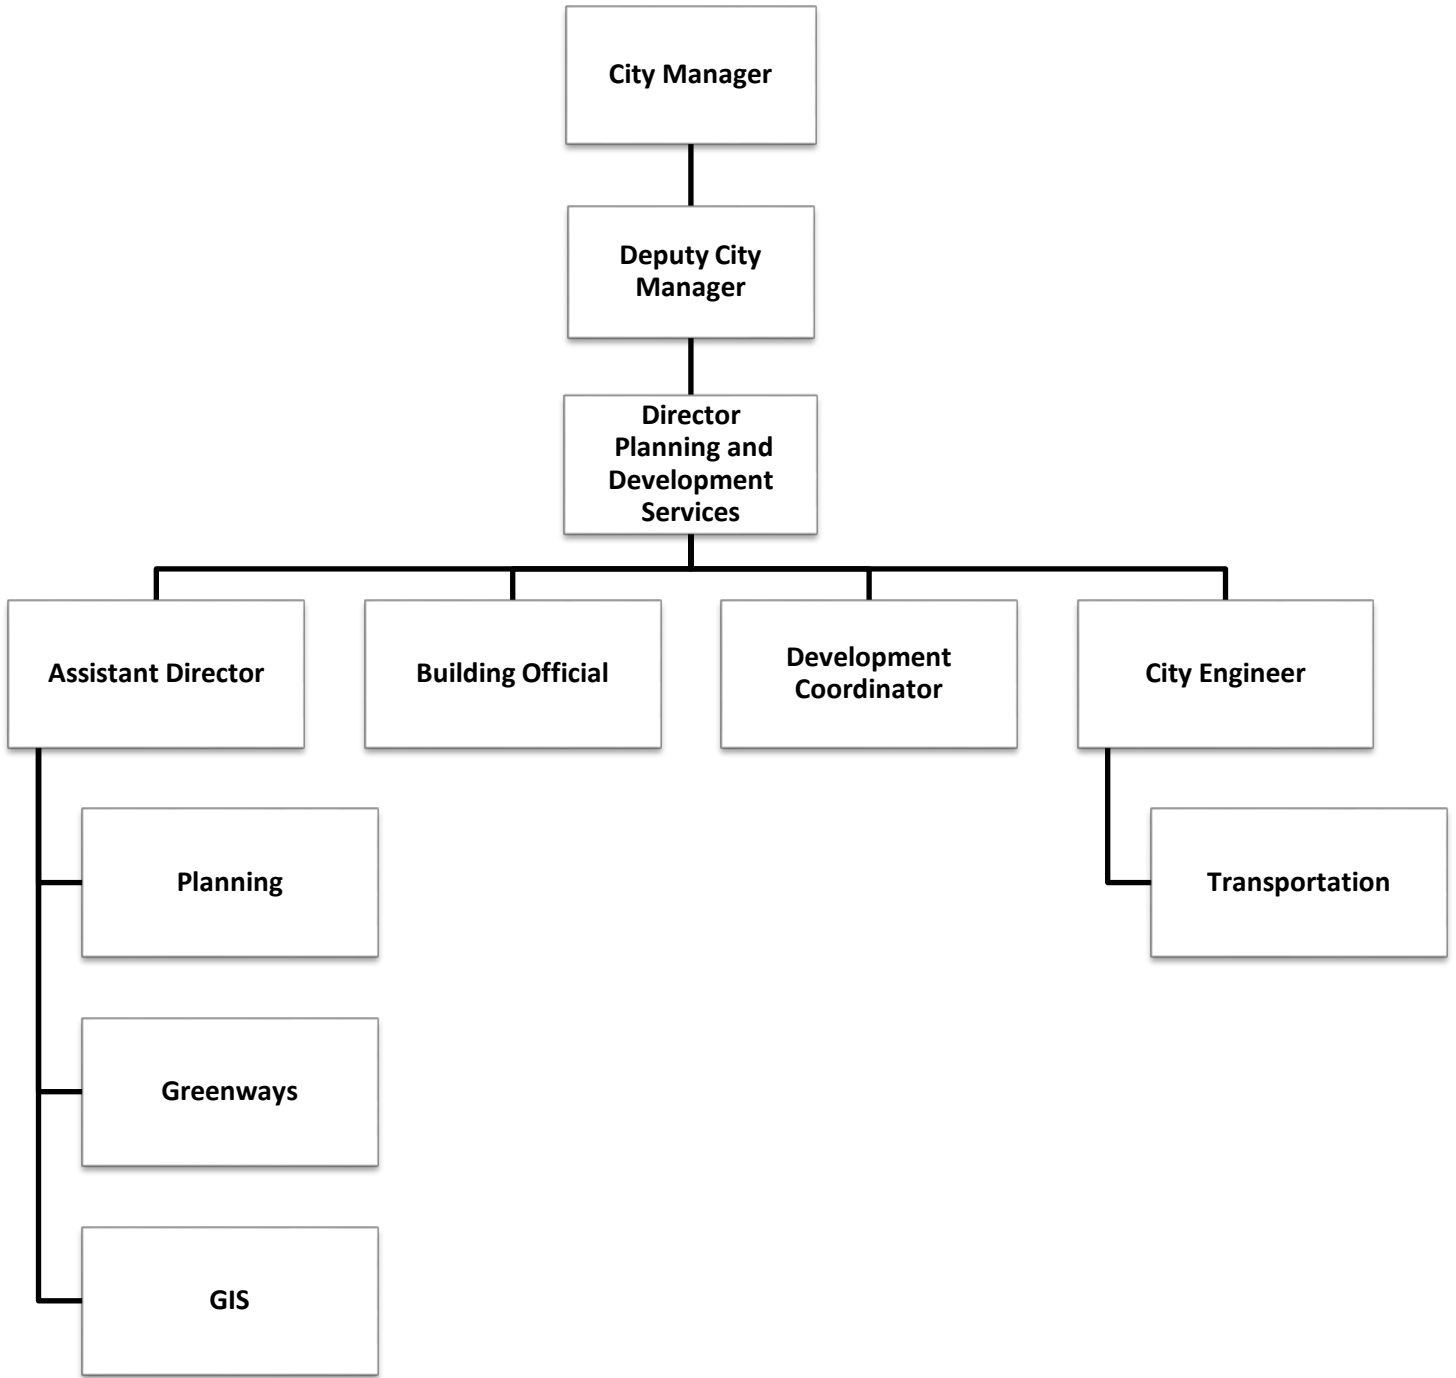 City Manager
Deputy City
Manager
Director
Planning and
Development
Services
Assistant Director
Building Official
Development
Coordinator
City Engineer
Planning
Transportation
Greenways
GIS